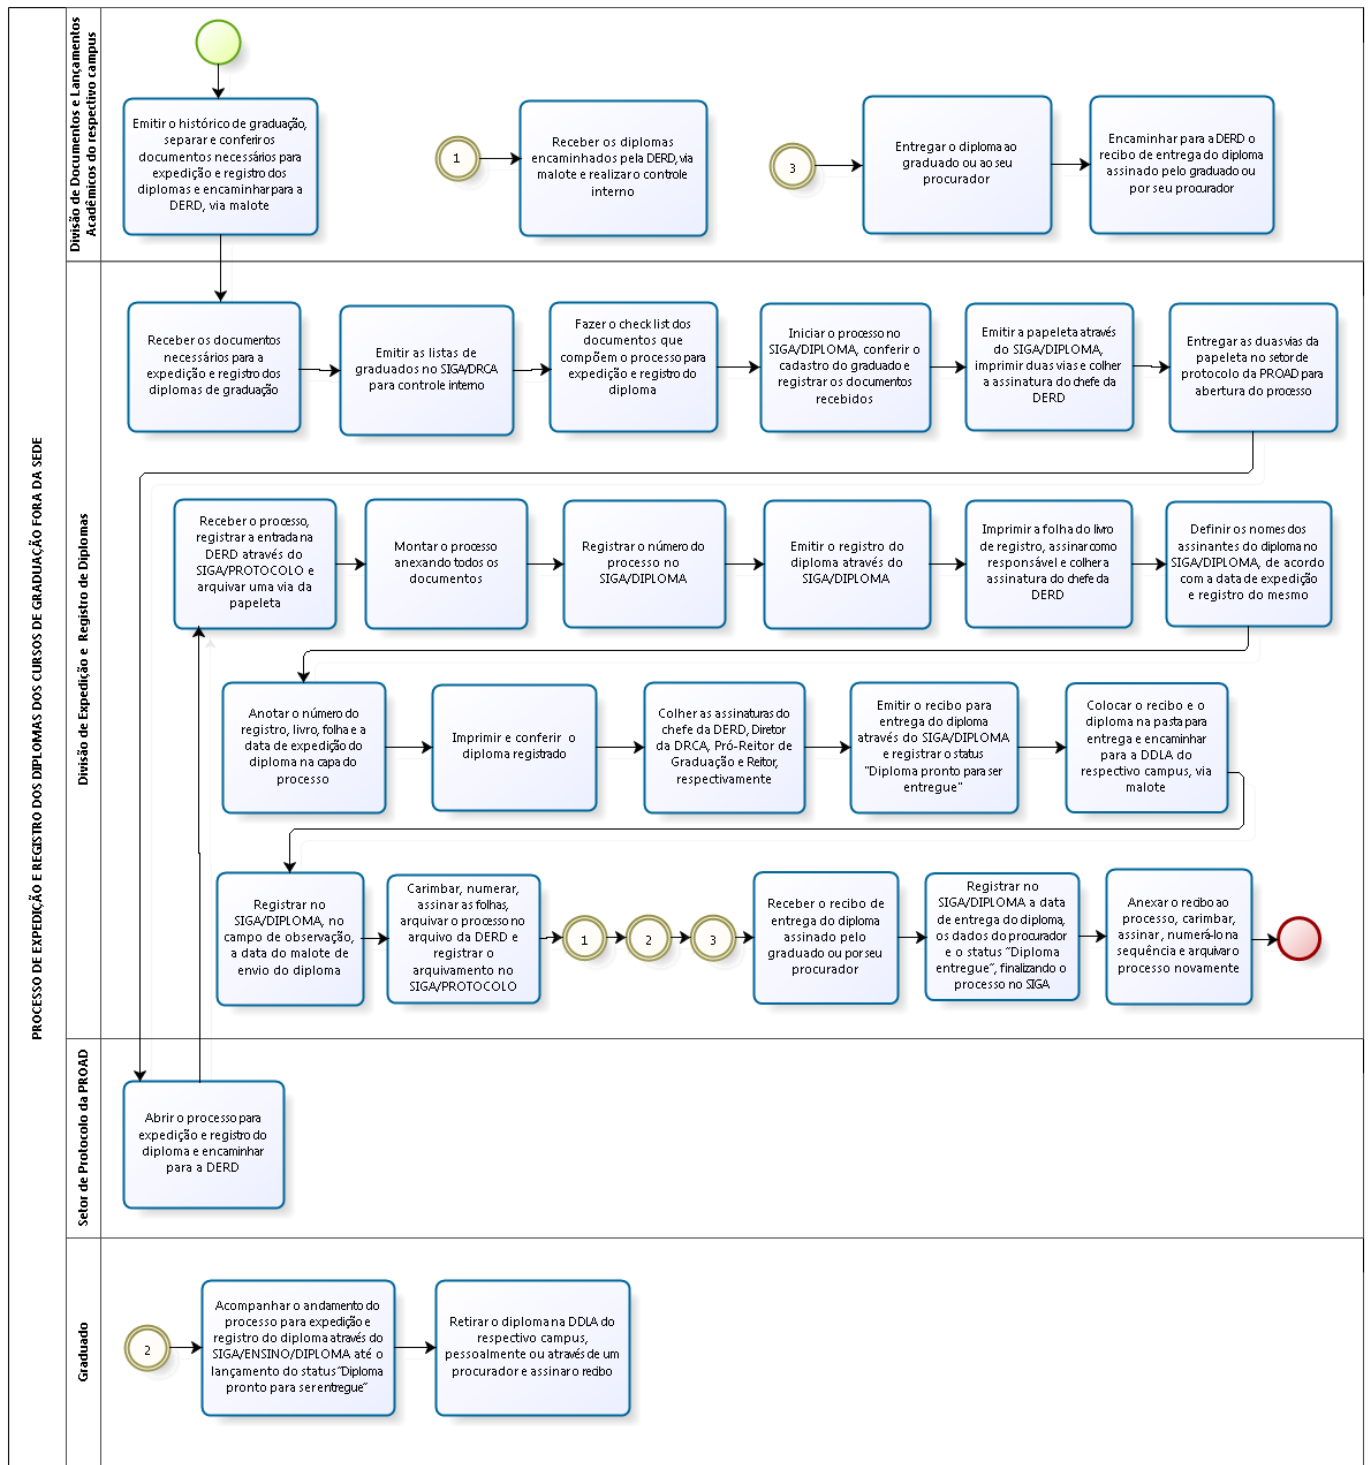 PROCESSO DE EXPEDIÇÃO E REGISTRO DOS DIPLOMAS DOS CURSOS DE GRADUAÇÃO FORA DA SEDE
Divisão de Documentos e Lançamentos
Acadêmicos do respectivo campus
Emitir o histórico de graduação,
separar e conferir os
documentos necessários para
expedição e registro dos
diplomas e encaminhar para a
DERD, via malote
1
Receber os diplomas
encaminhados pela DERD, via
malote e realizar o controle
interno
3
Entregar o diploma ao
graduado ou ao seu
procurador
Encaminhar para a DERD o
recibo de entrega do diploma
assinado pelo graduado ou
por seu procurador
Divisão de Expedição e Registro de Diplomas
Receber os documentos
necessários para a
expedição e registro dos
diplomas de graduação
Emitir as listas de
graduados no SIGA/DRCA
para controle interno
Fazer o check list dos
documentos que
compõem o processo para
expedição e registro do
diploma
Iniciar o processo no
SIGA/DIPLOMA, conferir o
cadastro do graduado e
registrar os documentos
recebidos
Emitir a papeleta através
do SIGA/DIPLOMA,
imprimir duas vias e colher
a assinatura do chefe da
DERD
Entregar as duas vias da
papeleta no setor de
protocolo da PROAD para
abertura do processo
Receber o processo,
registrar a entrada na
DERD através do
SIGA/PROTOCOLO e
arquivar uma via da
papeleta
Montar o processo
anexando todos os
documentos
Registrar o número do
processo no
SIGA/DIPLOMA
Emitir o registro do
diploma através do
SIGA/DIPLOMA
Imprimir a folha do livro
de registro, assinar como
responsável e colher a
assinatura do chefe da
DERD
Definir os nomes dos
assinantes do diploma no
SIGA/DIPLOMA, de acordo
com a data de expedição
e registro do mesmo
Anotar o número do
registro, livro, folha e a
data de expedição do
diploma na capa do
processo
Imprimir e conferir o
diploma registrado
Colher as assinaturas do
chefe da DERD, Diretor
da DRCA, Pró-Reitor de
Graduação e Reitor,
respectivamente
Emitir o recibo para
entrega do diploma
através do SIGA/DIPLOMA
e registrar o status
"Diploma pronto para ser
entregue"
Colocar o recibo e o
diploma na pasta para
entrega e encaminhar
para a DDLA do
respectivo campus, via
malote
Registrar no
SIGA/DIPLOMA, no
campo de observação,
a data do malote de
envio do diploma
Carimbar, numerar,
assinar as folhas,
arquivar o processo no
arquivo da DERD e
registrar o
arquivamento no
SIGA/PROTOCOLO
1
2
3
Receber o recibo de
entrega do diploma
assinado pelo
graduado ou por seu
procurador
Registrar no
SIGA/DIPLOMA a data
de entrega do diploma,
os dados do procurador
e o status "Diploma
entregue", finalizando o
processo no SIGA
Anexar o recibo ao
processo, carimbar,
assinar, numerá-lo na
sequência e arquivar o
processo novamente
Setor de Protocolo da PROAD
Abrir o processo para
expedição e registro do
diploma e encaminhar
para a DERD
Graduado
2
Acompanhar o andamento do
processo para expedição e
registro do diploma através do
SIGA/ENSINO/DIPLOMA até o
lançamento do status "Diploma
pronto para ser entregue"
Retirar o diploma na DDLA do
respectivo campus,
pessoalmente ou através de um
procurador e assinar o recibo